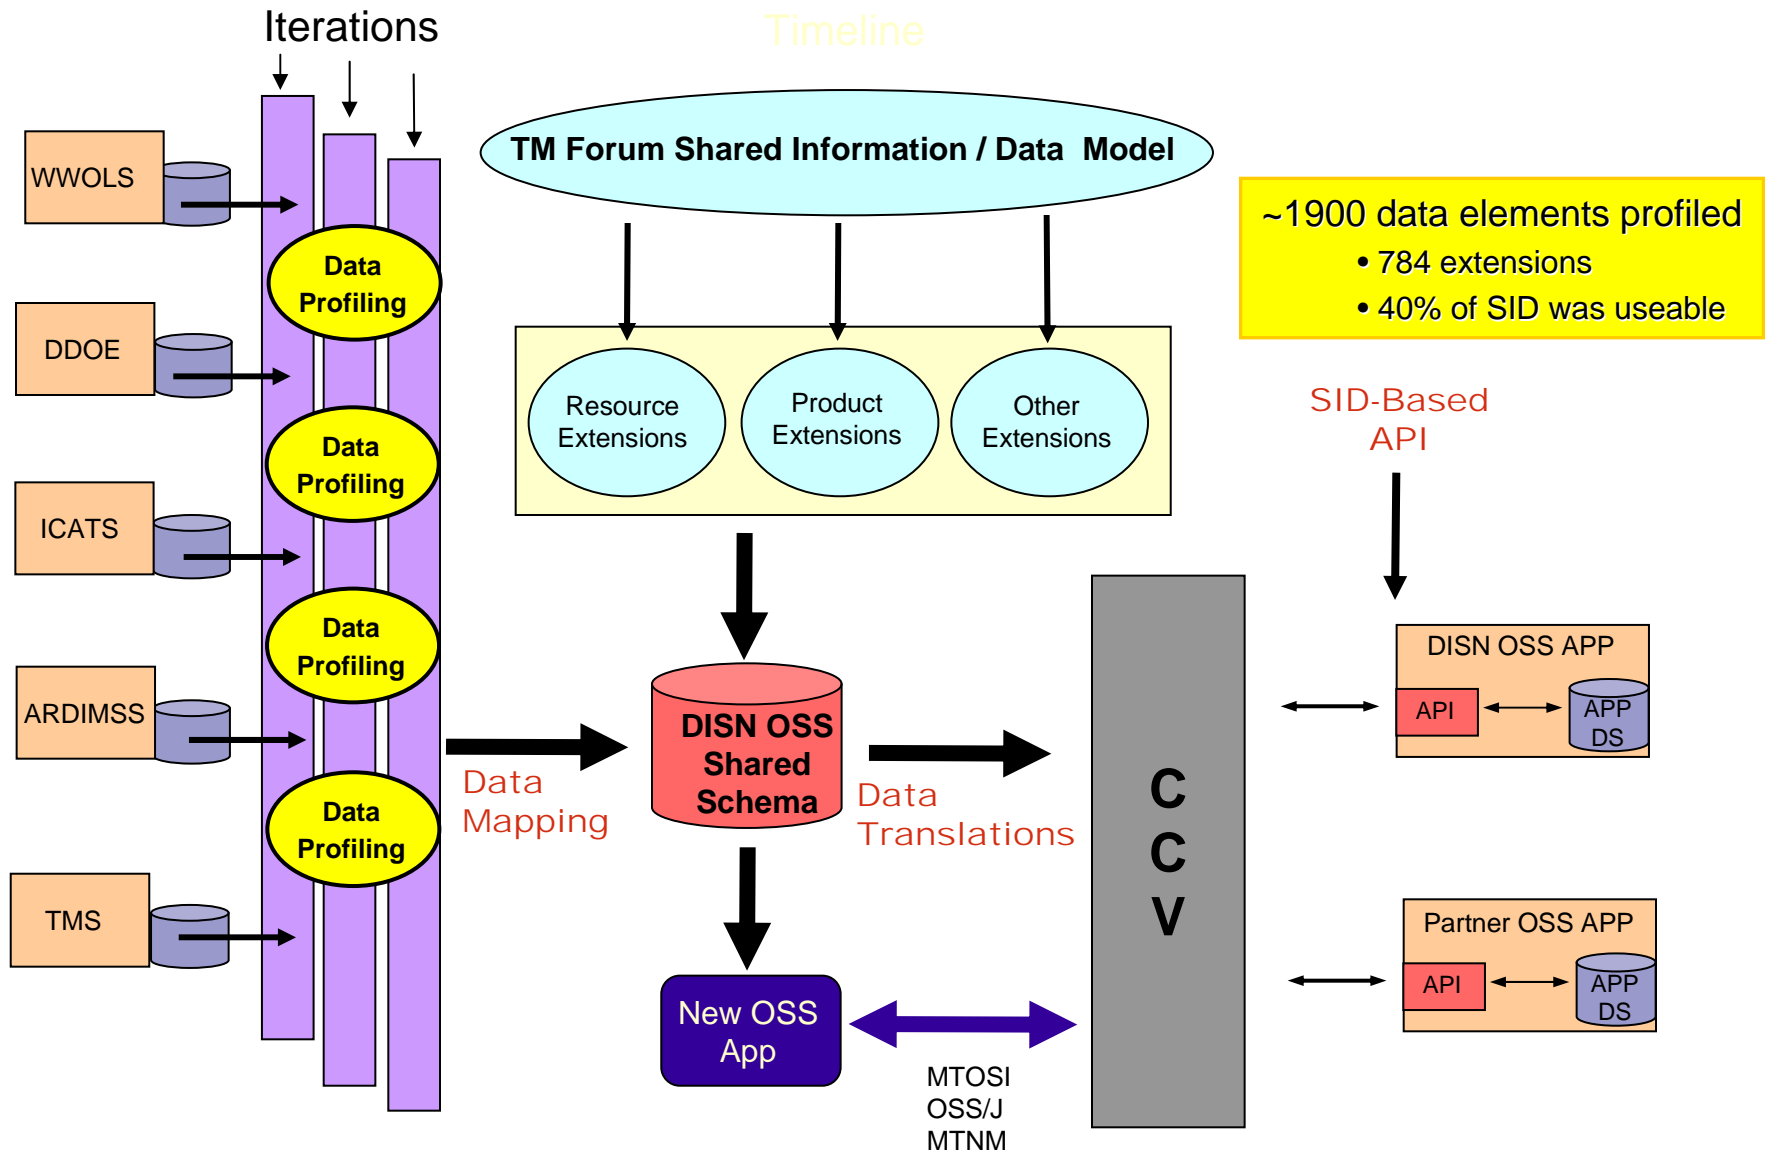 Iterations
Timeline
TM Forum Shared Information / Data Model
WWOLS
DDOE
ICATS
ARDIMSS
TMS
Data
Profiling
Data
Profiling
Data
Profiling
Data
Profiling
~1900 data elements profiled
• 784 extensions
• 40% of SID was useable
Resource
Extensions
Product
Extensions
Other
Extensions
SID-Based
API
Data
Mapping
DISN OSS
Shared
Schema
Data
Translations
C
C
V
DISN OSS APP
API
APP
DS
Partner OSS APP
API
APP
DS
New OSS
App
MTOSI
OSS/J
MTNM